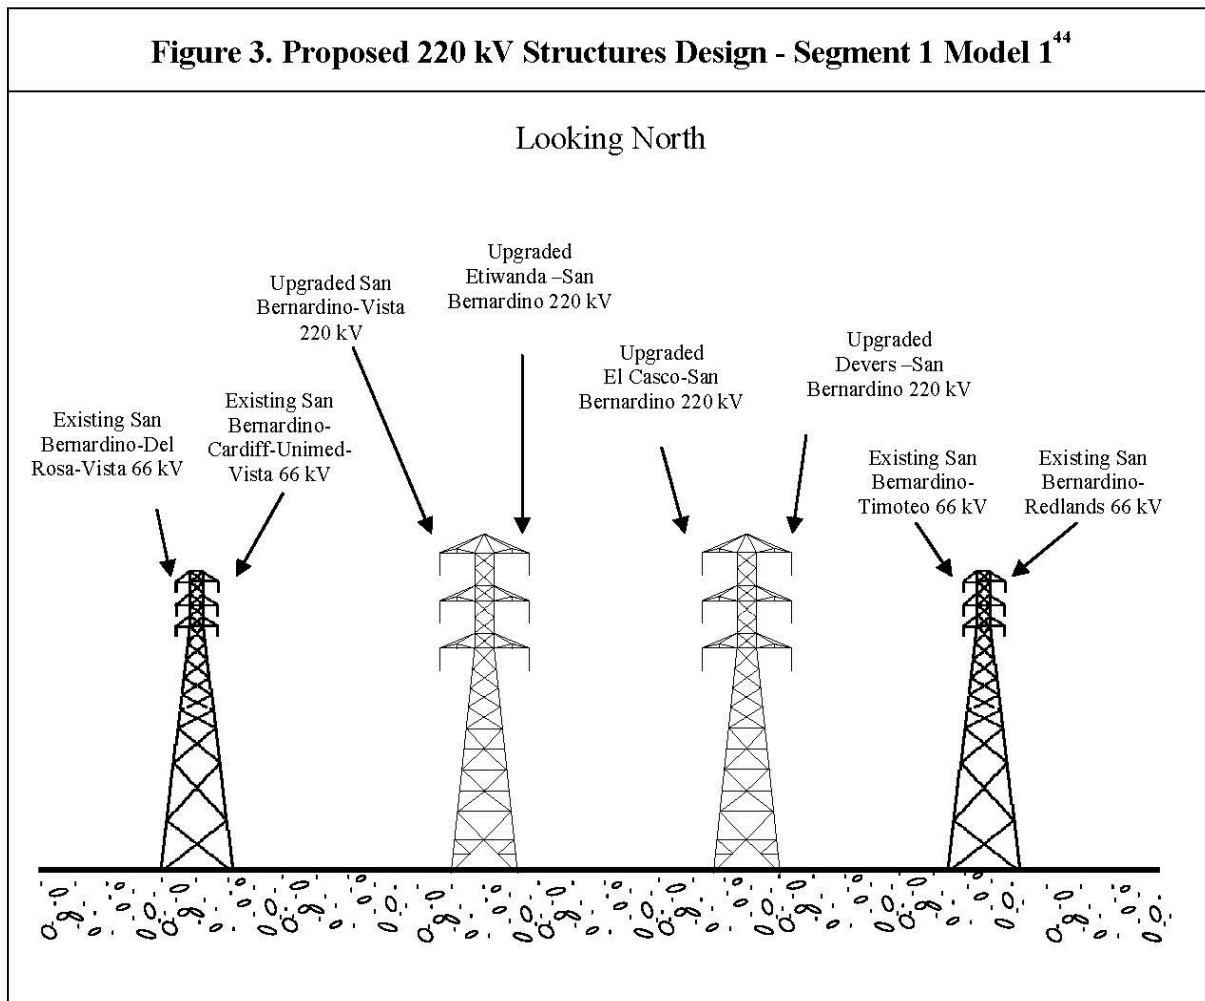 Figure 3. Proposed 220 kV Structures Design - Segment 1 Model 1⁴⁴
Looking North
Existing San
Bernardino-Del
Rosa-Vista 66 kV
Existing San
Bernardino-
Cardiff-Unimed-
Vista 66 kV
Upgraded San
Bernardino-Vista
220 kV
Upgraded
Etiwanda –San
Bernardino 220 kV
Upgraded
El Casco-San
Bernardino 220 kV
Upgraded
Devers –San
Bernardino 220 kV
Existing San
Bernardino-
Timoteo 66 kV
Existing San
Bernardino-
Redlands 66 kV